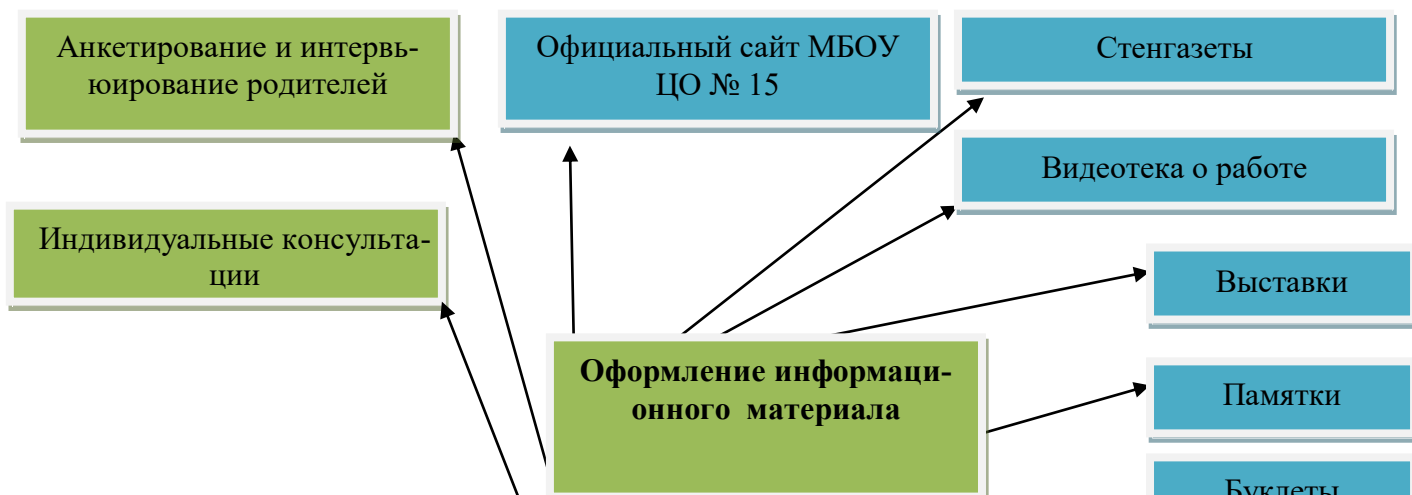 Анкетирование и интервь-
юирование родителей
Официальный сайт МБОУ
ЦО № 15
Стенгазеты
Видеотека о работе
Индивидуальные консульта-
ции
Выставки
Оформление информаци-
онного материала
Памятки
Буклеты